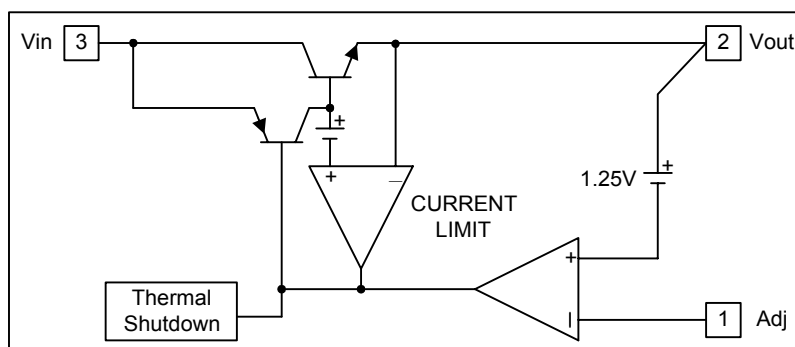 Vin 3
2 Vout
+
+ –
1.25V +
CURRENT
LIMIT
+
Thermal
Shutdown
–
1 Adj